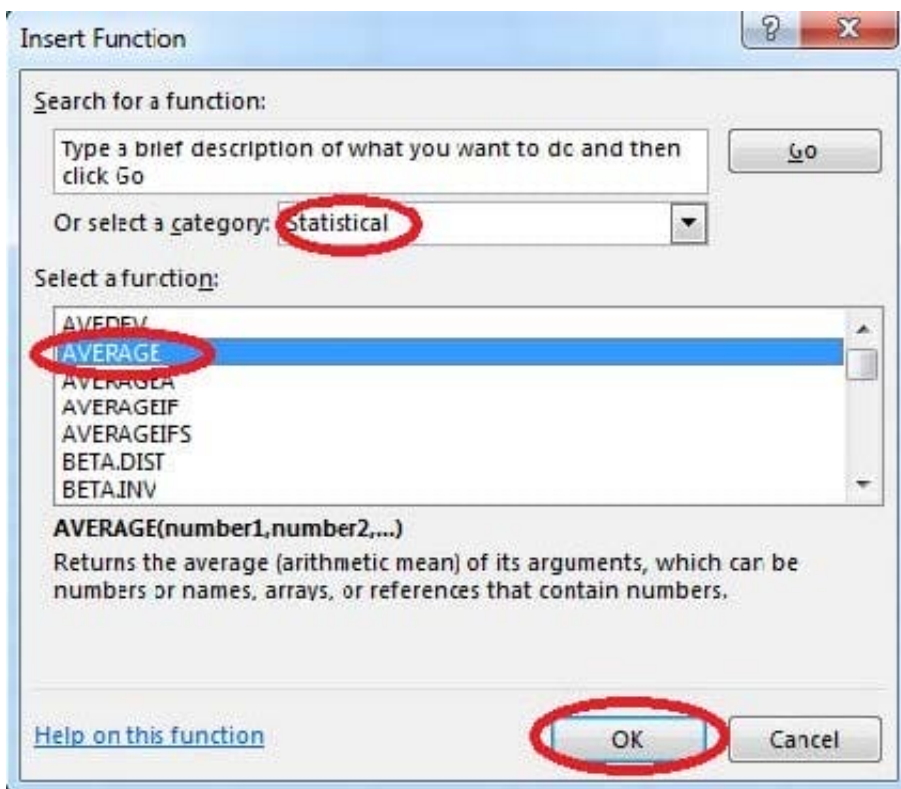 Insert Function
?
X
Search for a function:
Type a brief description of what you want to do and then
click Go
Go
Or select a category: Statistical
Select a function:
AVEDEV
AVERAGE
AVERAGEA
AVERAGEIF
AVERAGEIFS
BETA.DIST
BETA.INV
AVERAGE(number1,number2,...)
Returns the average (arithmetic mean) of its arguments, which can be
numbers or names, arrays, or references that contain numbers.
Help on this function
OK
Cancel